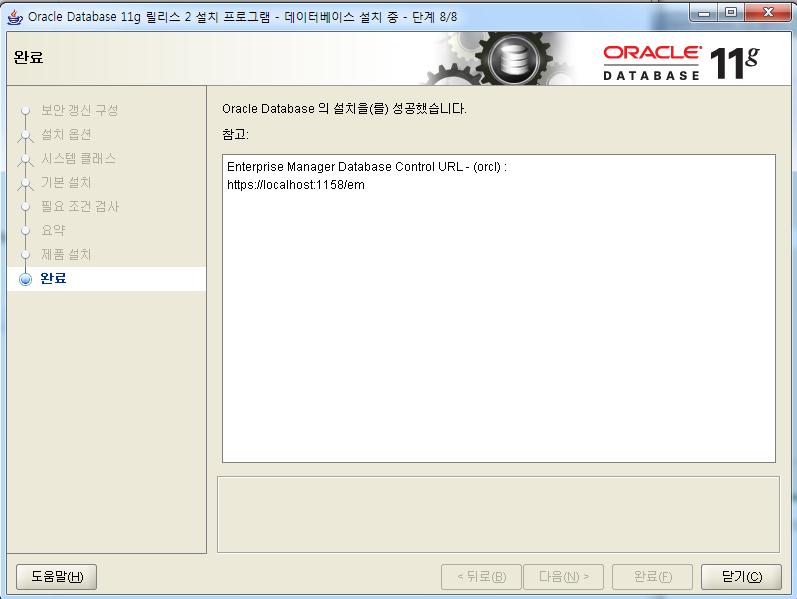 Oracle Database 11g 릴리스 2 설치 프로그램 - 데이터베이스 설치 중 - 단계 8/8
완료
ORACLE
DATABASE 11g
보안 갱신 구성
설치 옵션
시스템 클래스
기본 설치
필요 조건 검사
요약
제품 설치
완료
Oracle Database 의 설치을(를) 성공했습니다.
참고:
Enterprise Manager Database Control URL - (orcl) :
https://localhost:1158/em
도움말(H)
< 뒤로(B)
다음(N) >
완료(F)
닫기(C)